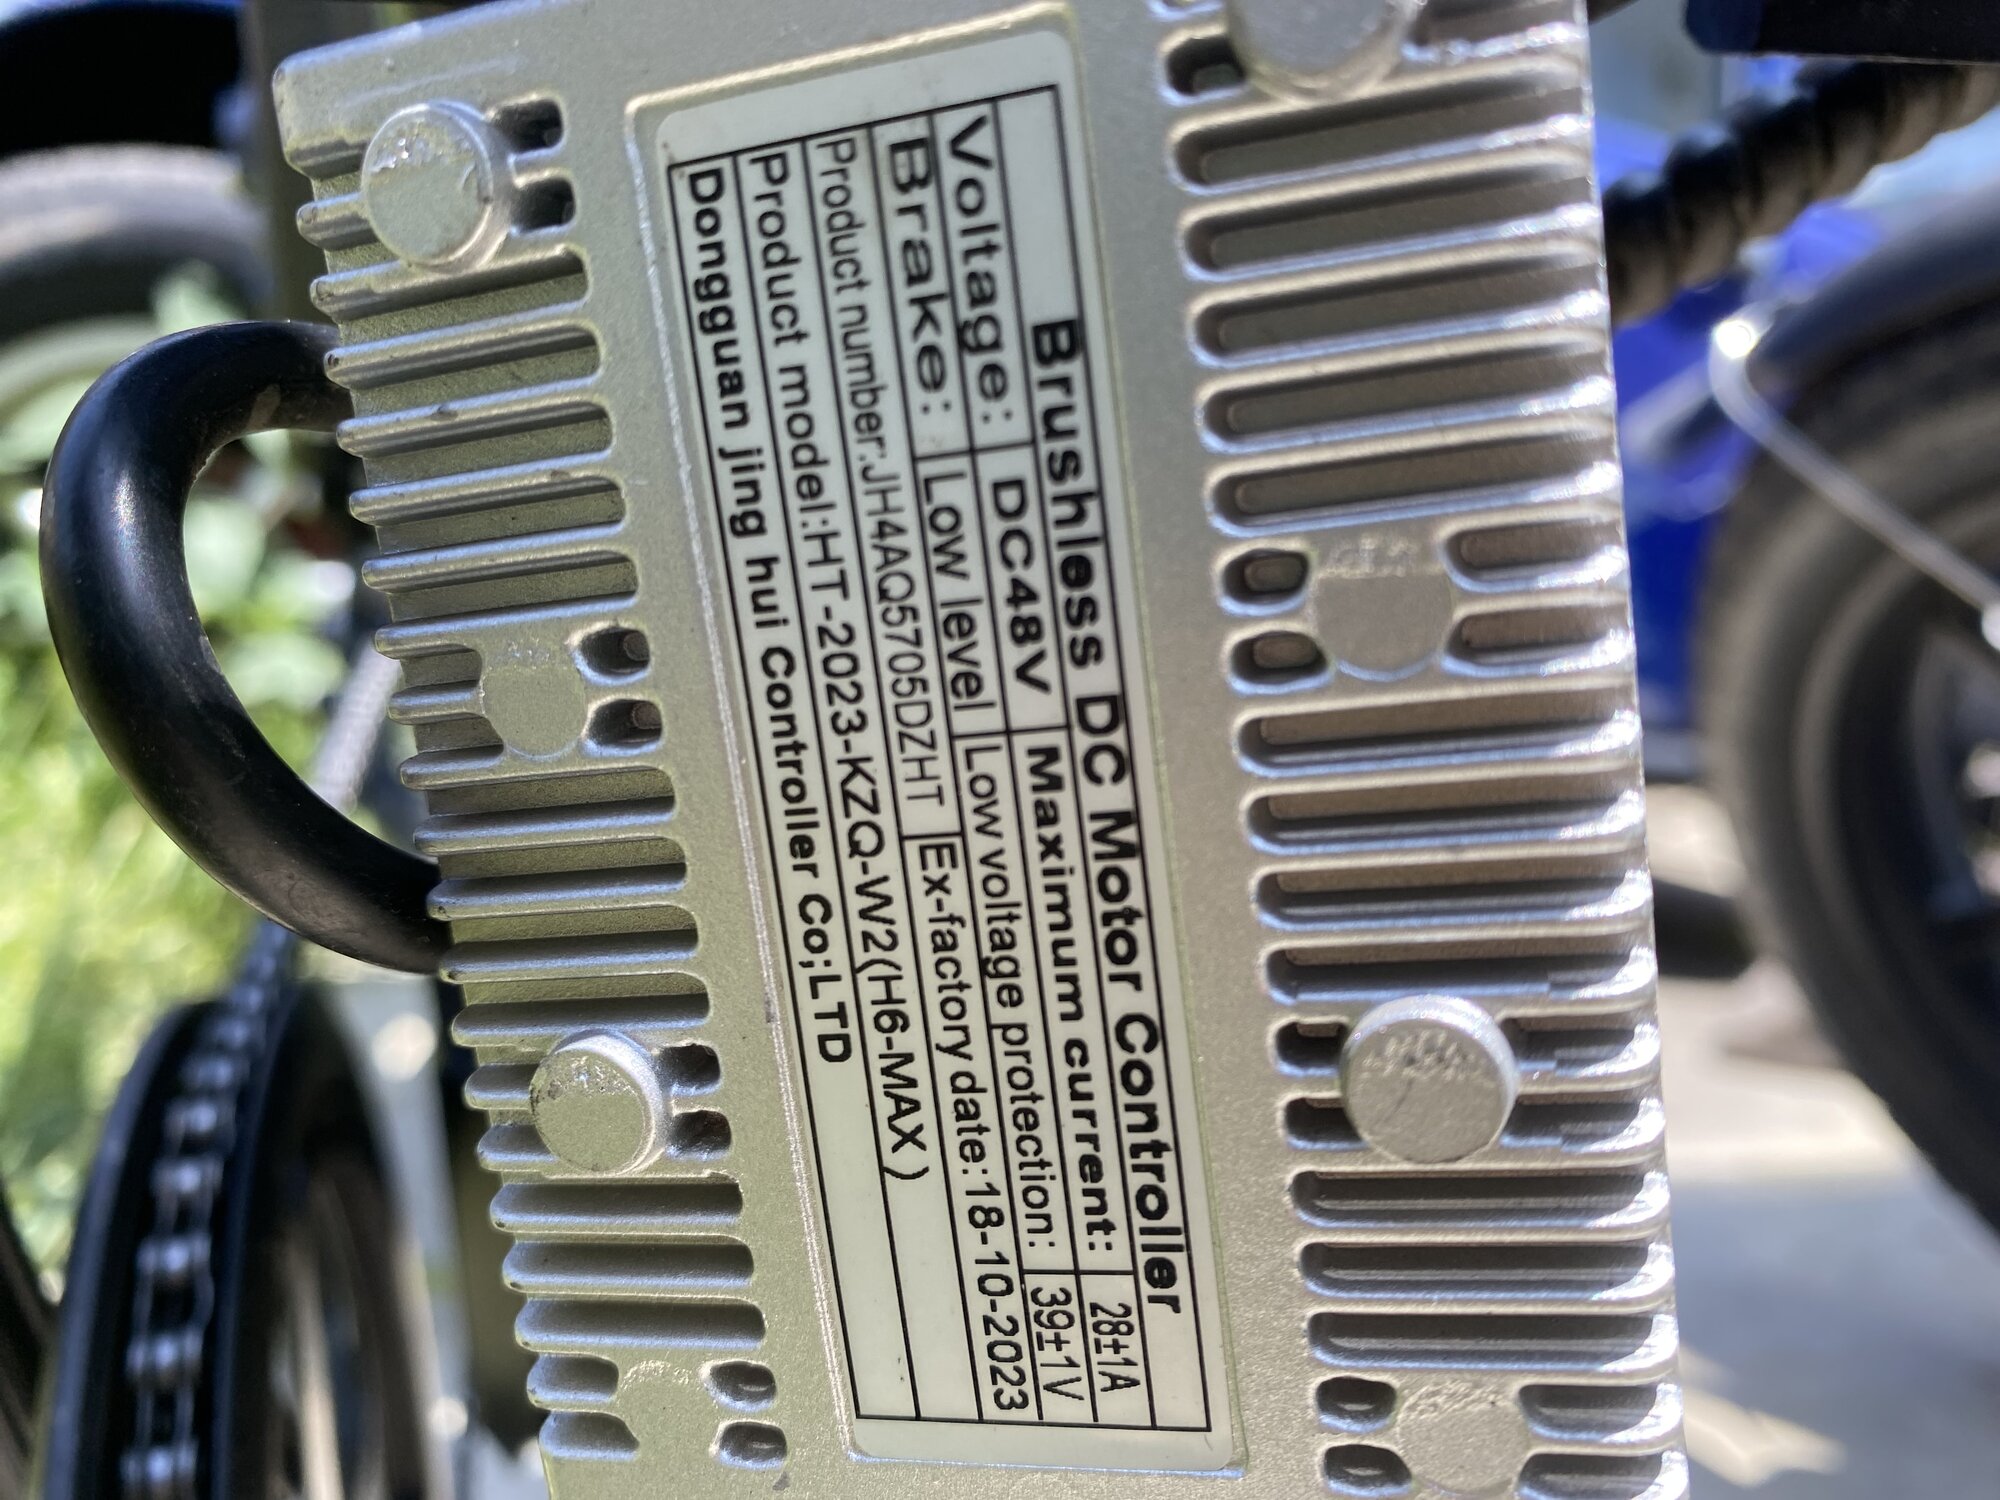 Brushless DC Motor Controller
Voltage: DC48V Maximum current: 28±1A
Brake: Low level Low voltage protection: 39±1V
Product number:JH4AQ5705DZHT Ex-factory date:18-10-2023
Product model:HT-2023-KZQ-W2(H6-MAX)
Dongguan jing hui Controller Co;LTD